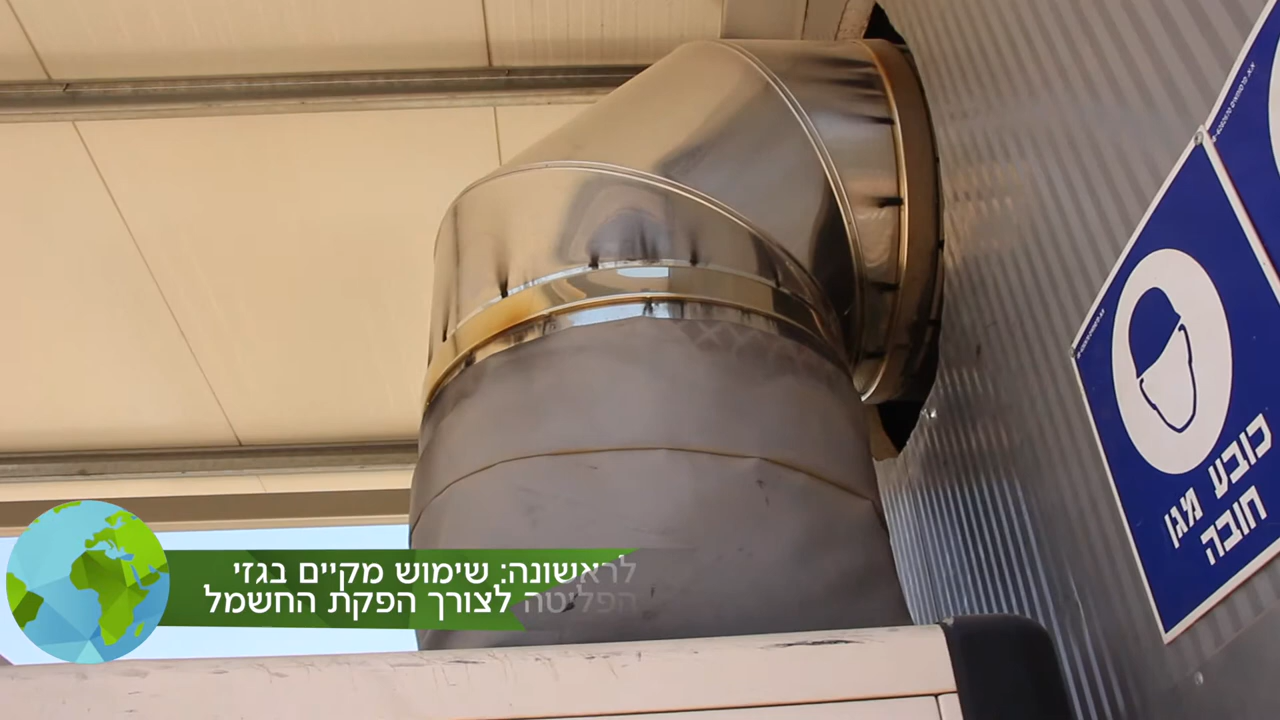 לראשונה: שימוש מקיים בגזי
הפליטה לצורך הפקת החשמל
כובע מגן
חובה